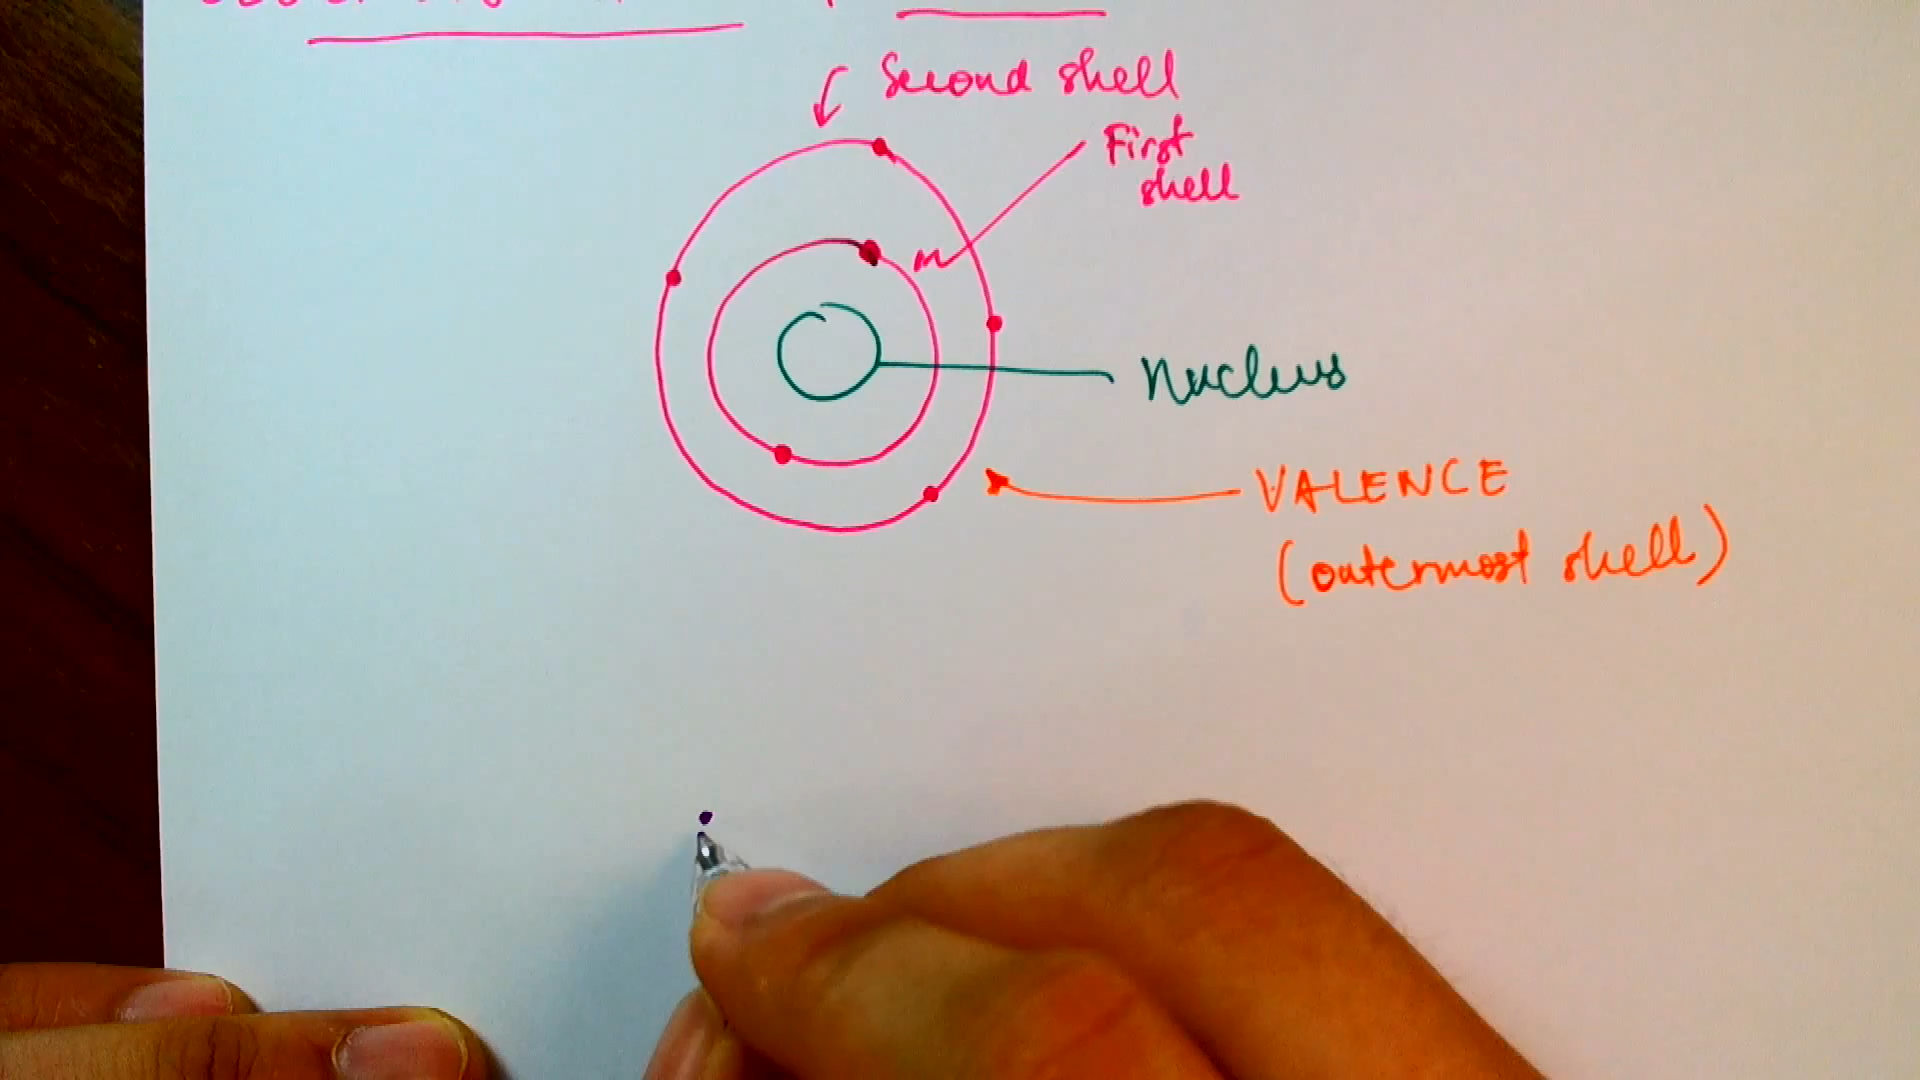 Second shell
First
shell
Nucleus
VALENCE
(outermost shell)